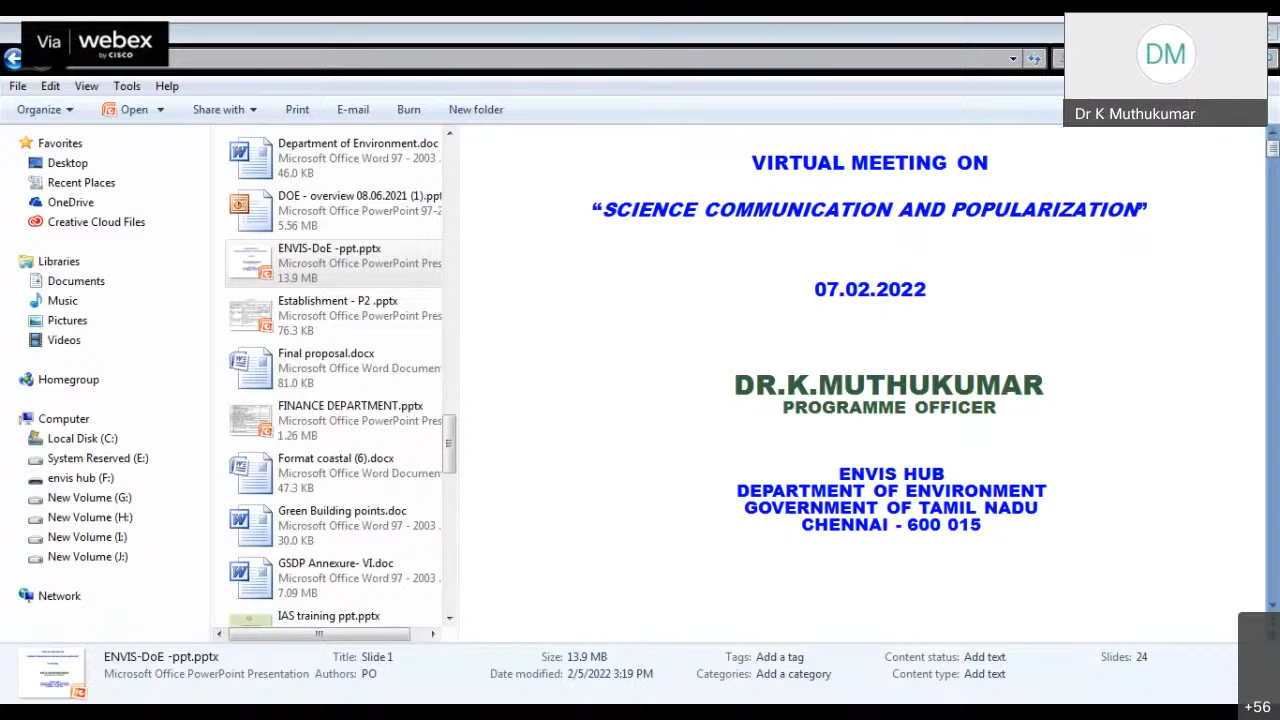 Via webex
by CISCO
DM
Dr K Muthukumar
File Edit View Tools Help
Organize Open Share with Print E-mail Burn New folder
Favorites
Desktop
Recent Places
OneDrive
Creative Cloud Files
Libraries
Documents
Music
Pictures
Videos
Homegroup
Computer
Local Disk (C:)
System Reserved (E:)
envis hub (F:)
New Volume (G:)
New Volume (H:)
New Volume (I:)
New Volume (J:)
Network
Department of Environment.doc
Microsoft Office Word 97 - 2003
46.0 KB
DOE - overview 08.06.2021 (1).ppt
Microsoft Office PowerPoint 97-2
5.56 MB
ENVIS-DoE -ppt.pptx
Microsoft Office PowerPoint Pres
13.9 MB
Establishment - P2 .pptx
Microsoft Office PowerPoint Pres
76.3 KB
Final proposal.docx
Microsoft Office Word Documen
81.0 KB
FINANCE DEPARTMENT.pptx
Microsoft Office PowerPoint Pres
1.26 MB
Format coastal (6).docx
Microsoft Office Word Documen
47.3 KB
Green Building points.doc
Microsoft Office Word 97 - 2003 .
30.0 KB
GSDP Annexure- VI.doc
Microsoft Office Word 97 - 2003 .
7.09 MB
IAS training ppt.pptx
VIRTUAL MEETING ON
“SCIENCE COMMUNICATION AND POPULARIZATION”
07.02.2022
DR.K.MUTHUKUMAR
PROGRAMME OFFICER
ENVIS HUB
DEPARTMENT OF ENVIRONMENT
GOVERNMENT OF TAMIL NADU
CHENNAI - 600 015
ENVIS-DoE -ppt.pptx Title: Slide 1 Size: 13.9 MB Tags: Add a tag Content status: Add text Slides: 24
Microsoft Office PowerPoint Presentation Authors: PO Date modified: 2/5/2022 3:19 PM Categories: Add a category Content type: Add text
+56